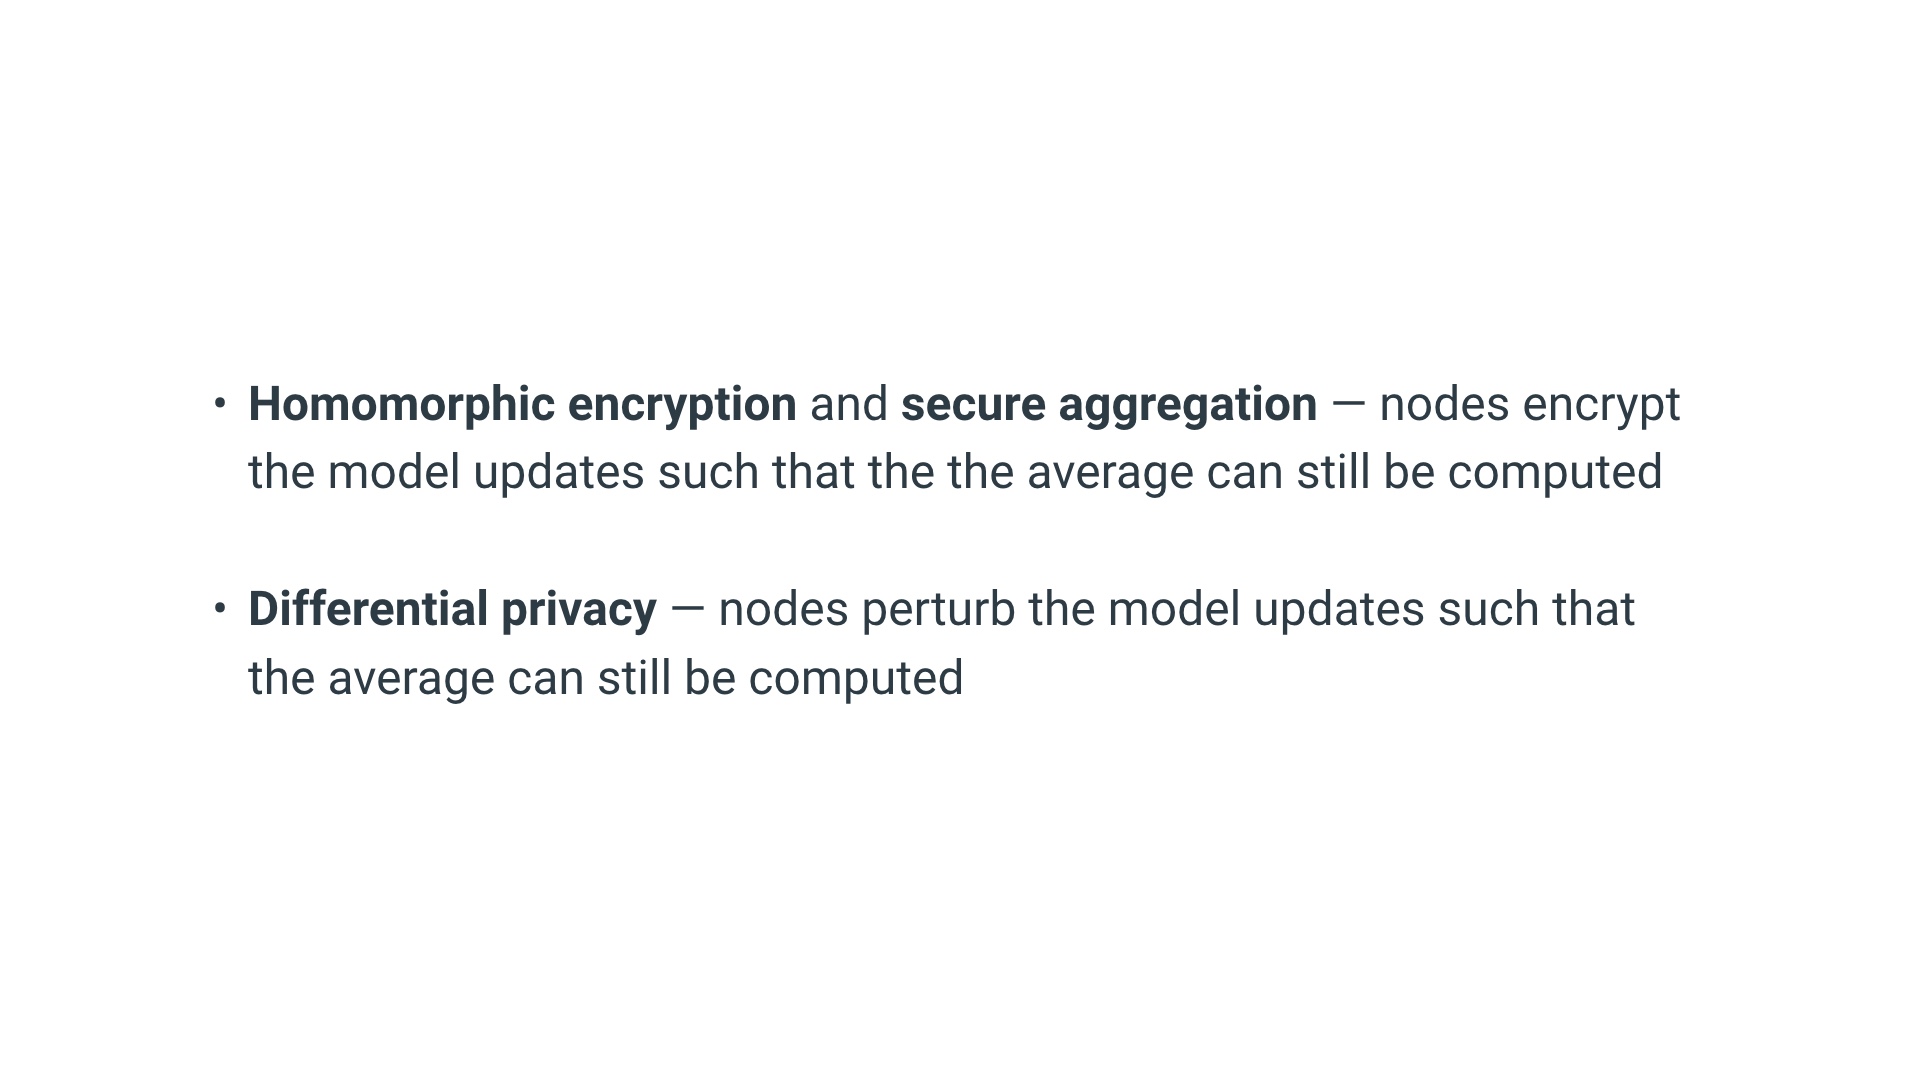 • Homomorphic encryption and secure aggregation — nodes encrypt
the model updates such that the the average can still be computed
• Differential privacy — nodes perturb the model updates such that
the average can still be computed